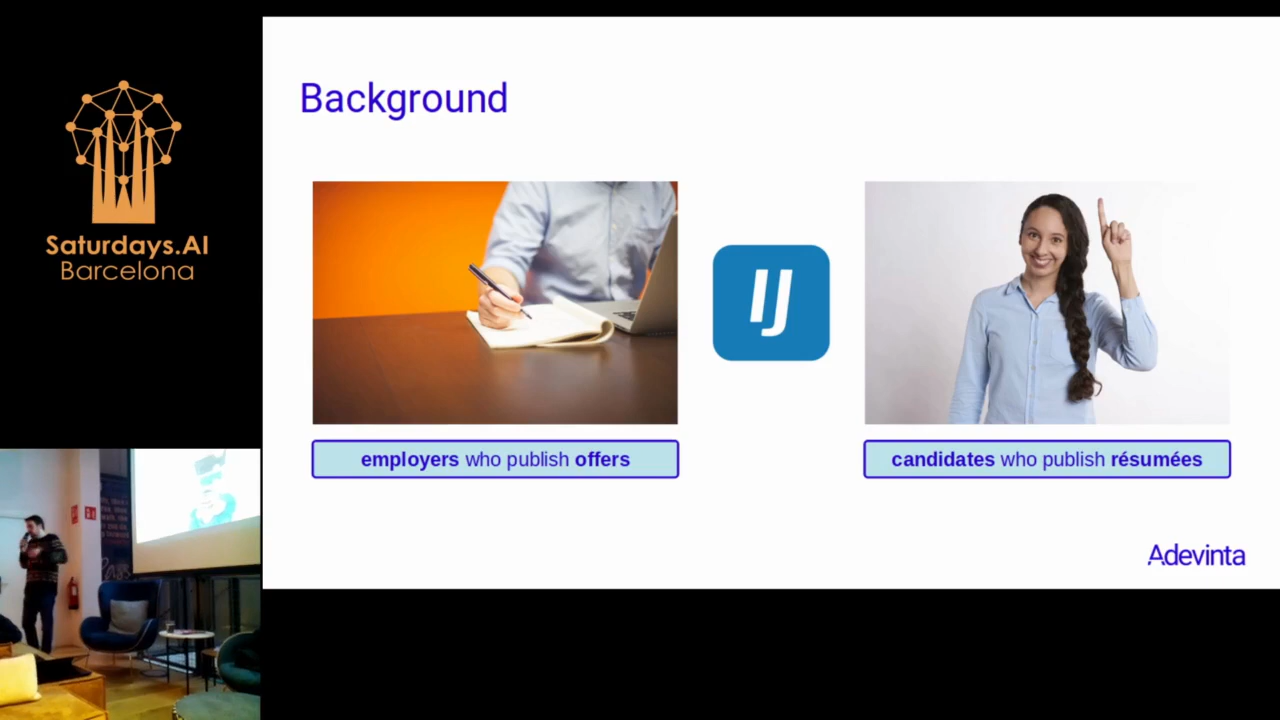 Saturdays.AI
Barcelona
Background
IJ
employers who publish offers
candidates who publish résumées
Adevinta